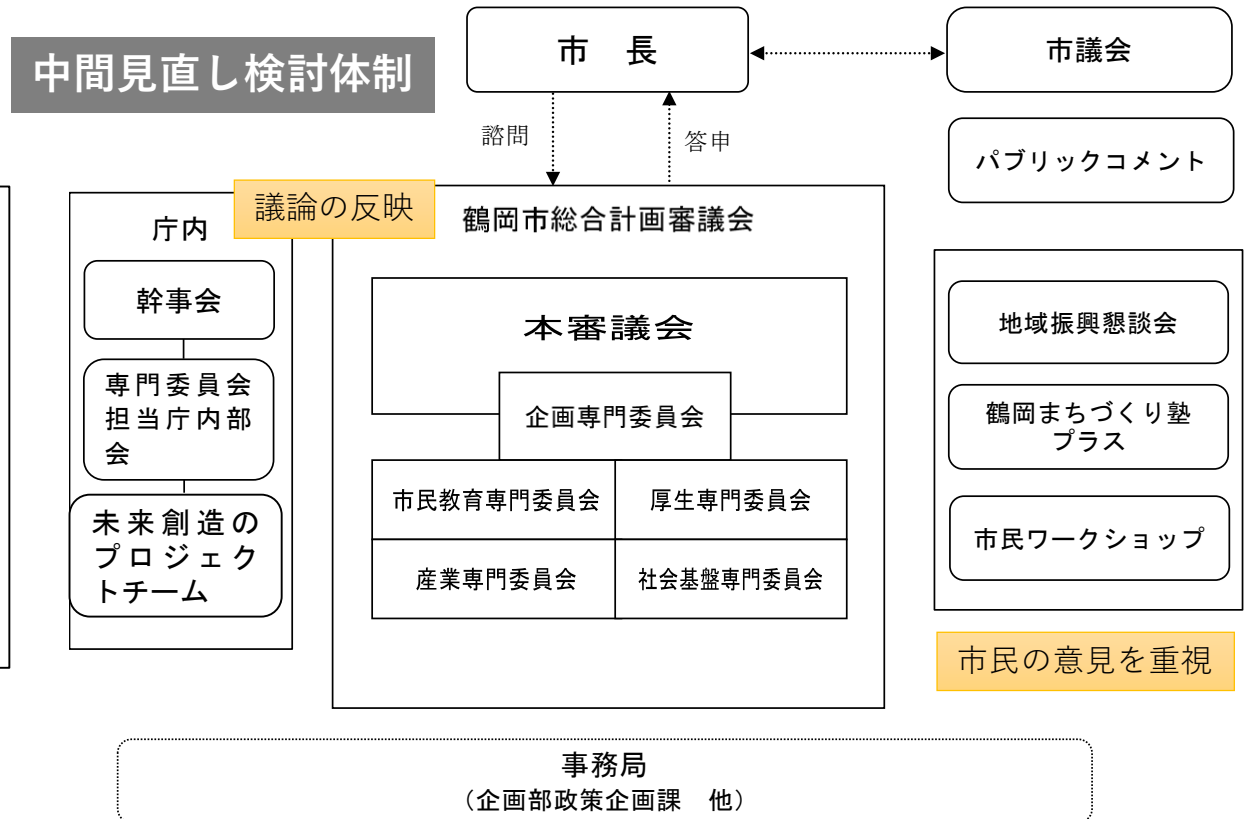 中間見直し検討体制
市　長
市議会
諮問
答申
パブリックコメント
議論の反映
庁内
幹事会
専門委員会
担当庁内部
会
未来創造の
プロジェク
トチーム
鶴岡市総合計画審議会
本審議会
企画専門委員会
市民教育専門委員会
厚生専門委員会
産業専門委員会
社会基盤専門委員会
地域振興懇談会
鶴岡まちづくり塾
プラス
市民ワークショップ
市民の意見を重視
事務局
（企画部政策企画課　他）